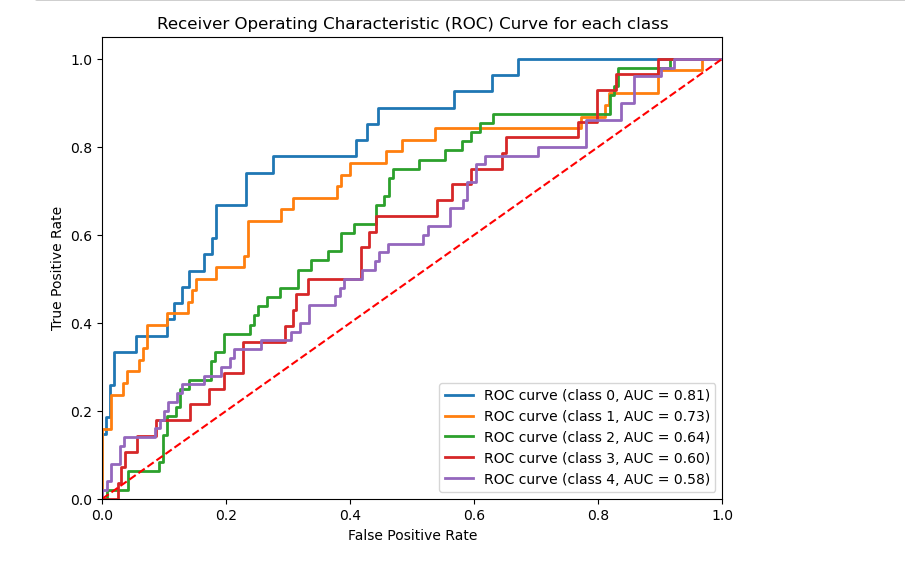 Receiver Operating Characteristic (ROC) Curve for each class
1.0
0.8
0.6
0.4
0.2
0.0
True Positive Rate
ROC curve (class 0, AUC = 0.81)
ROC curve (class 1, AUC = 0.73)
ROC curve (class 2, AUC = 0.64)
ROC curve (class 3, AUC = 0.60)
ROC curve (class 4, AUC = 0.58)
0.0 0.2 0.4 0.6 0.8 1.0
False Positive Rate